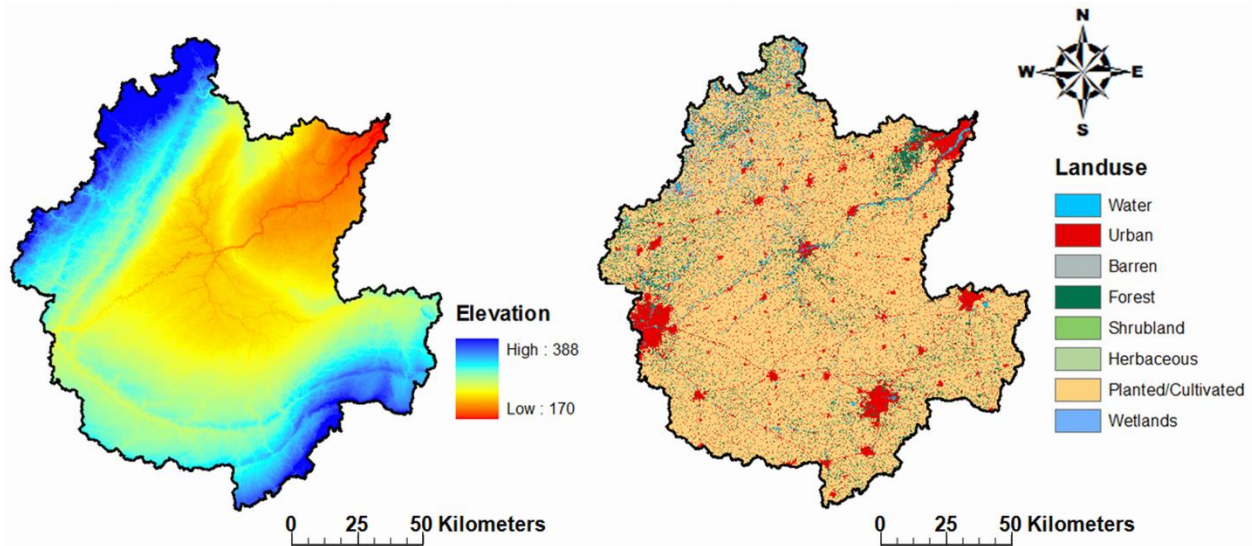 Elevation
High : 388
Low : 170
0 25 50 Kilometers
N
W E
S
Landuse
Water
Urban
Barren
Forest
Shrubland
Herbaceous
Planted/Cultivated
Wetlands
0 25 50 Kilometers